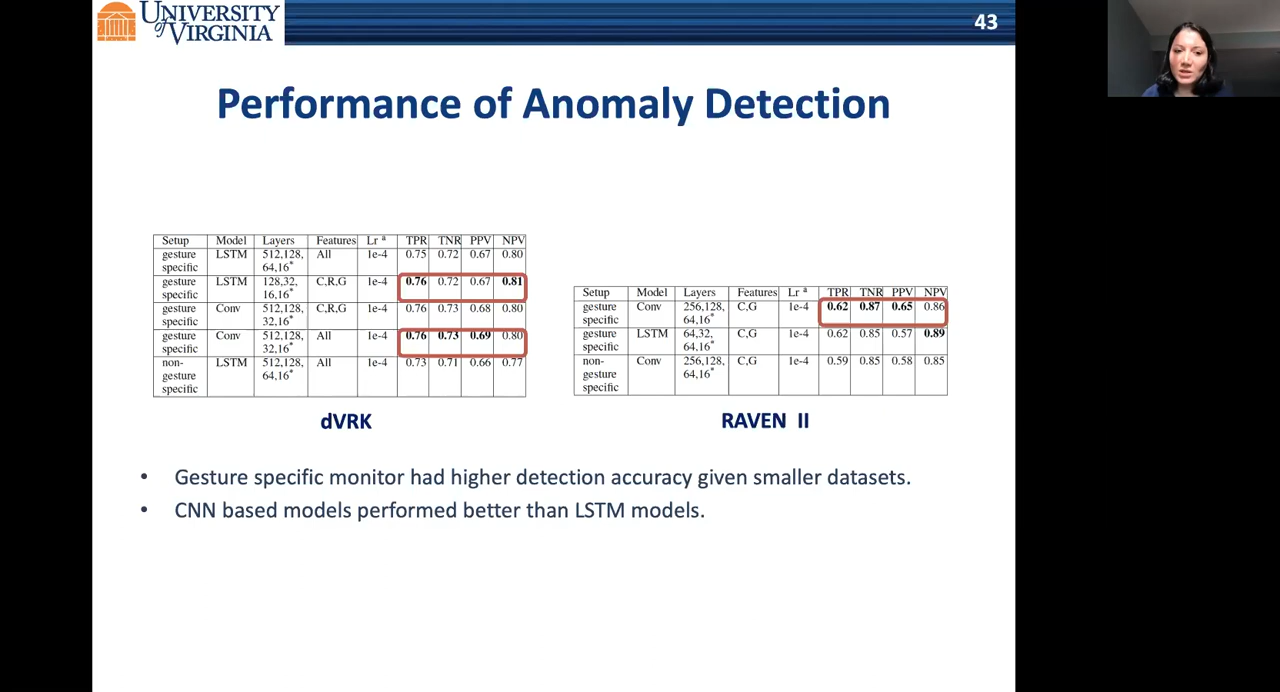 UNIVERSITY
of VIRGINIA
43
Performance of Anomaly Detection
Setup Model Layers Features Lr a TPR TNR PPV NPV
gesture specific LSTM 512,128, 64,16* All 1e-4 0.75 0.72 0.67 0.80
gesture specific LSTM 128,32, 16,16* C,R,G 1e-4 0.76 0.72 0.67 0.81
gesture specific Conv 512,128, 32,16* C,R,G 1e-4 0.76 0.73 0.68 0.80
gesture specific Conv 512,128, 32,16* All 1e-4 0.76 0.73 0.69 0.80
non-gesture specific LSTM 512,128, 64,16* All 1e-4 0.73 0.71 0.66 0.77
dVRK
Setup Model Layers Features Lr a TPR TNR PPV NPV
gesture specific Conv 256,128, 64,16* C,G 1e-4 0.62 0.87 0.65 0.86
gesture specific LSTM 64,32, 64,16* C,G 1e-4 0.62 0.85 0.57 0.89
non-gesture specific Conv 256,128, 64,16* C,G 1e-4 0.59 0.85 0.58 0.85
RAVEN II
• Gesture specific monitor had higher detection accuracy given smaller datasets.
• CNN based models performed better than LSTM models.